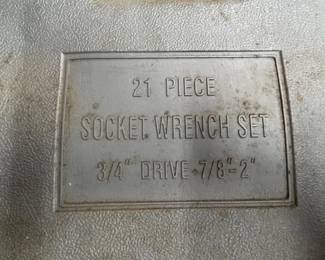 21 PIECE
SOCKET WRENCH SET
3/4" DRIVE 7/8"-2"